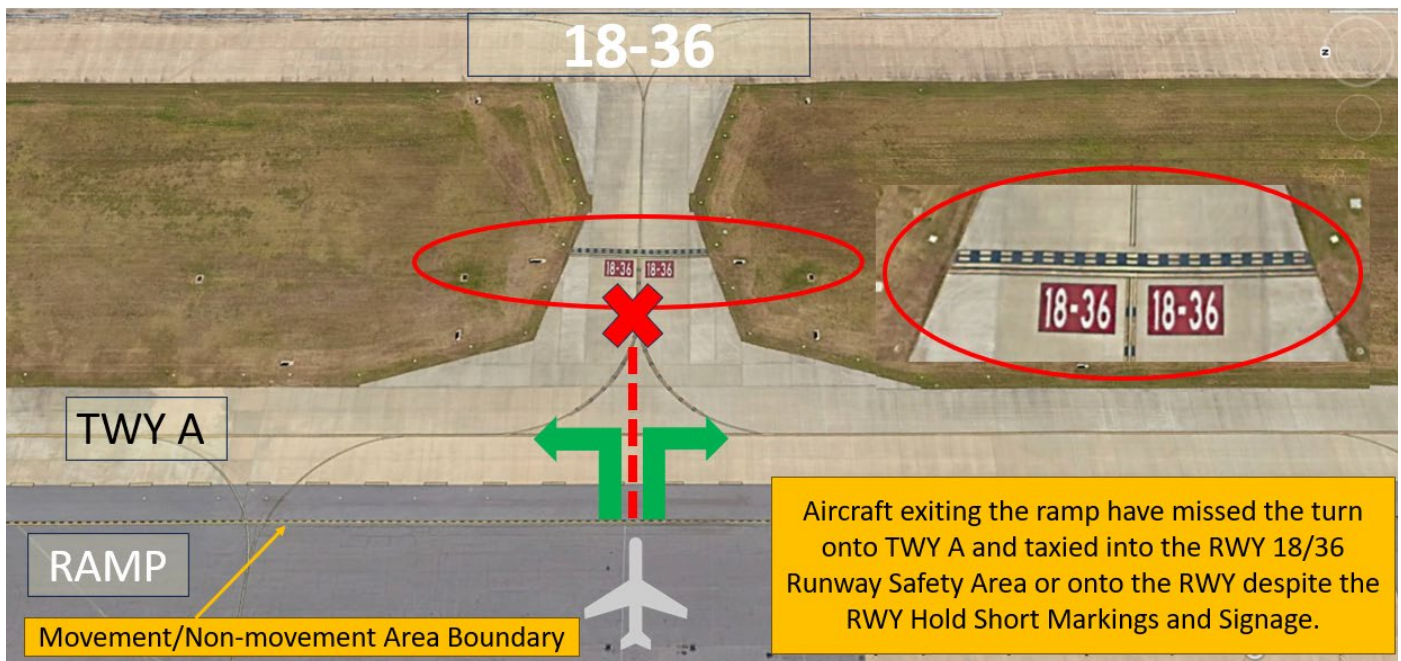 18-36
N
18-36 18-36
18-36 18-36
TWY A
RAMP
Movement/Non-movement Area Boundary
Aircraft exiting the ramp have missed the turn
onto TWY A and taxied into the RWY 18/36
Runway Safety Area or onto the RWY despite the
RWY Hold Short Markings and Signage.